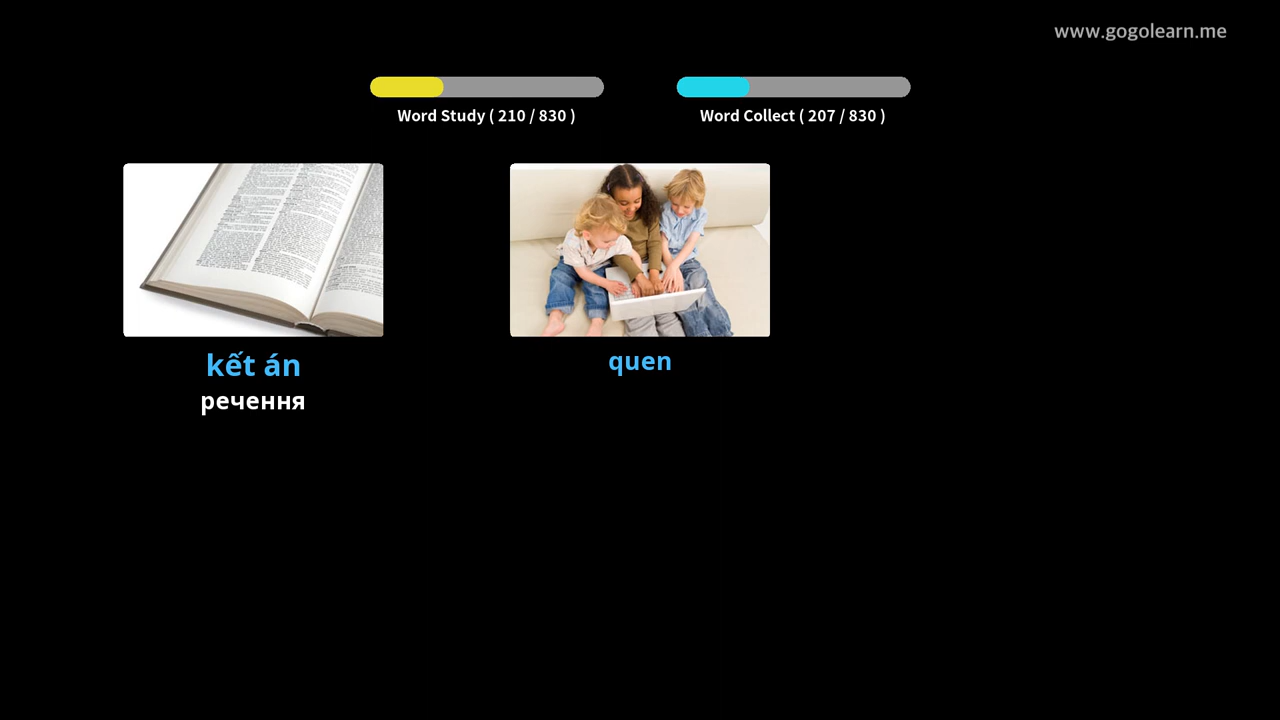 www.gogolearn.me
Word Study ( 210 / 830 )
Word Collect ( 207 / 830 )
kết án
речення
quen